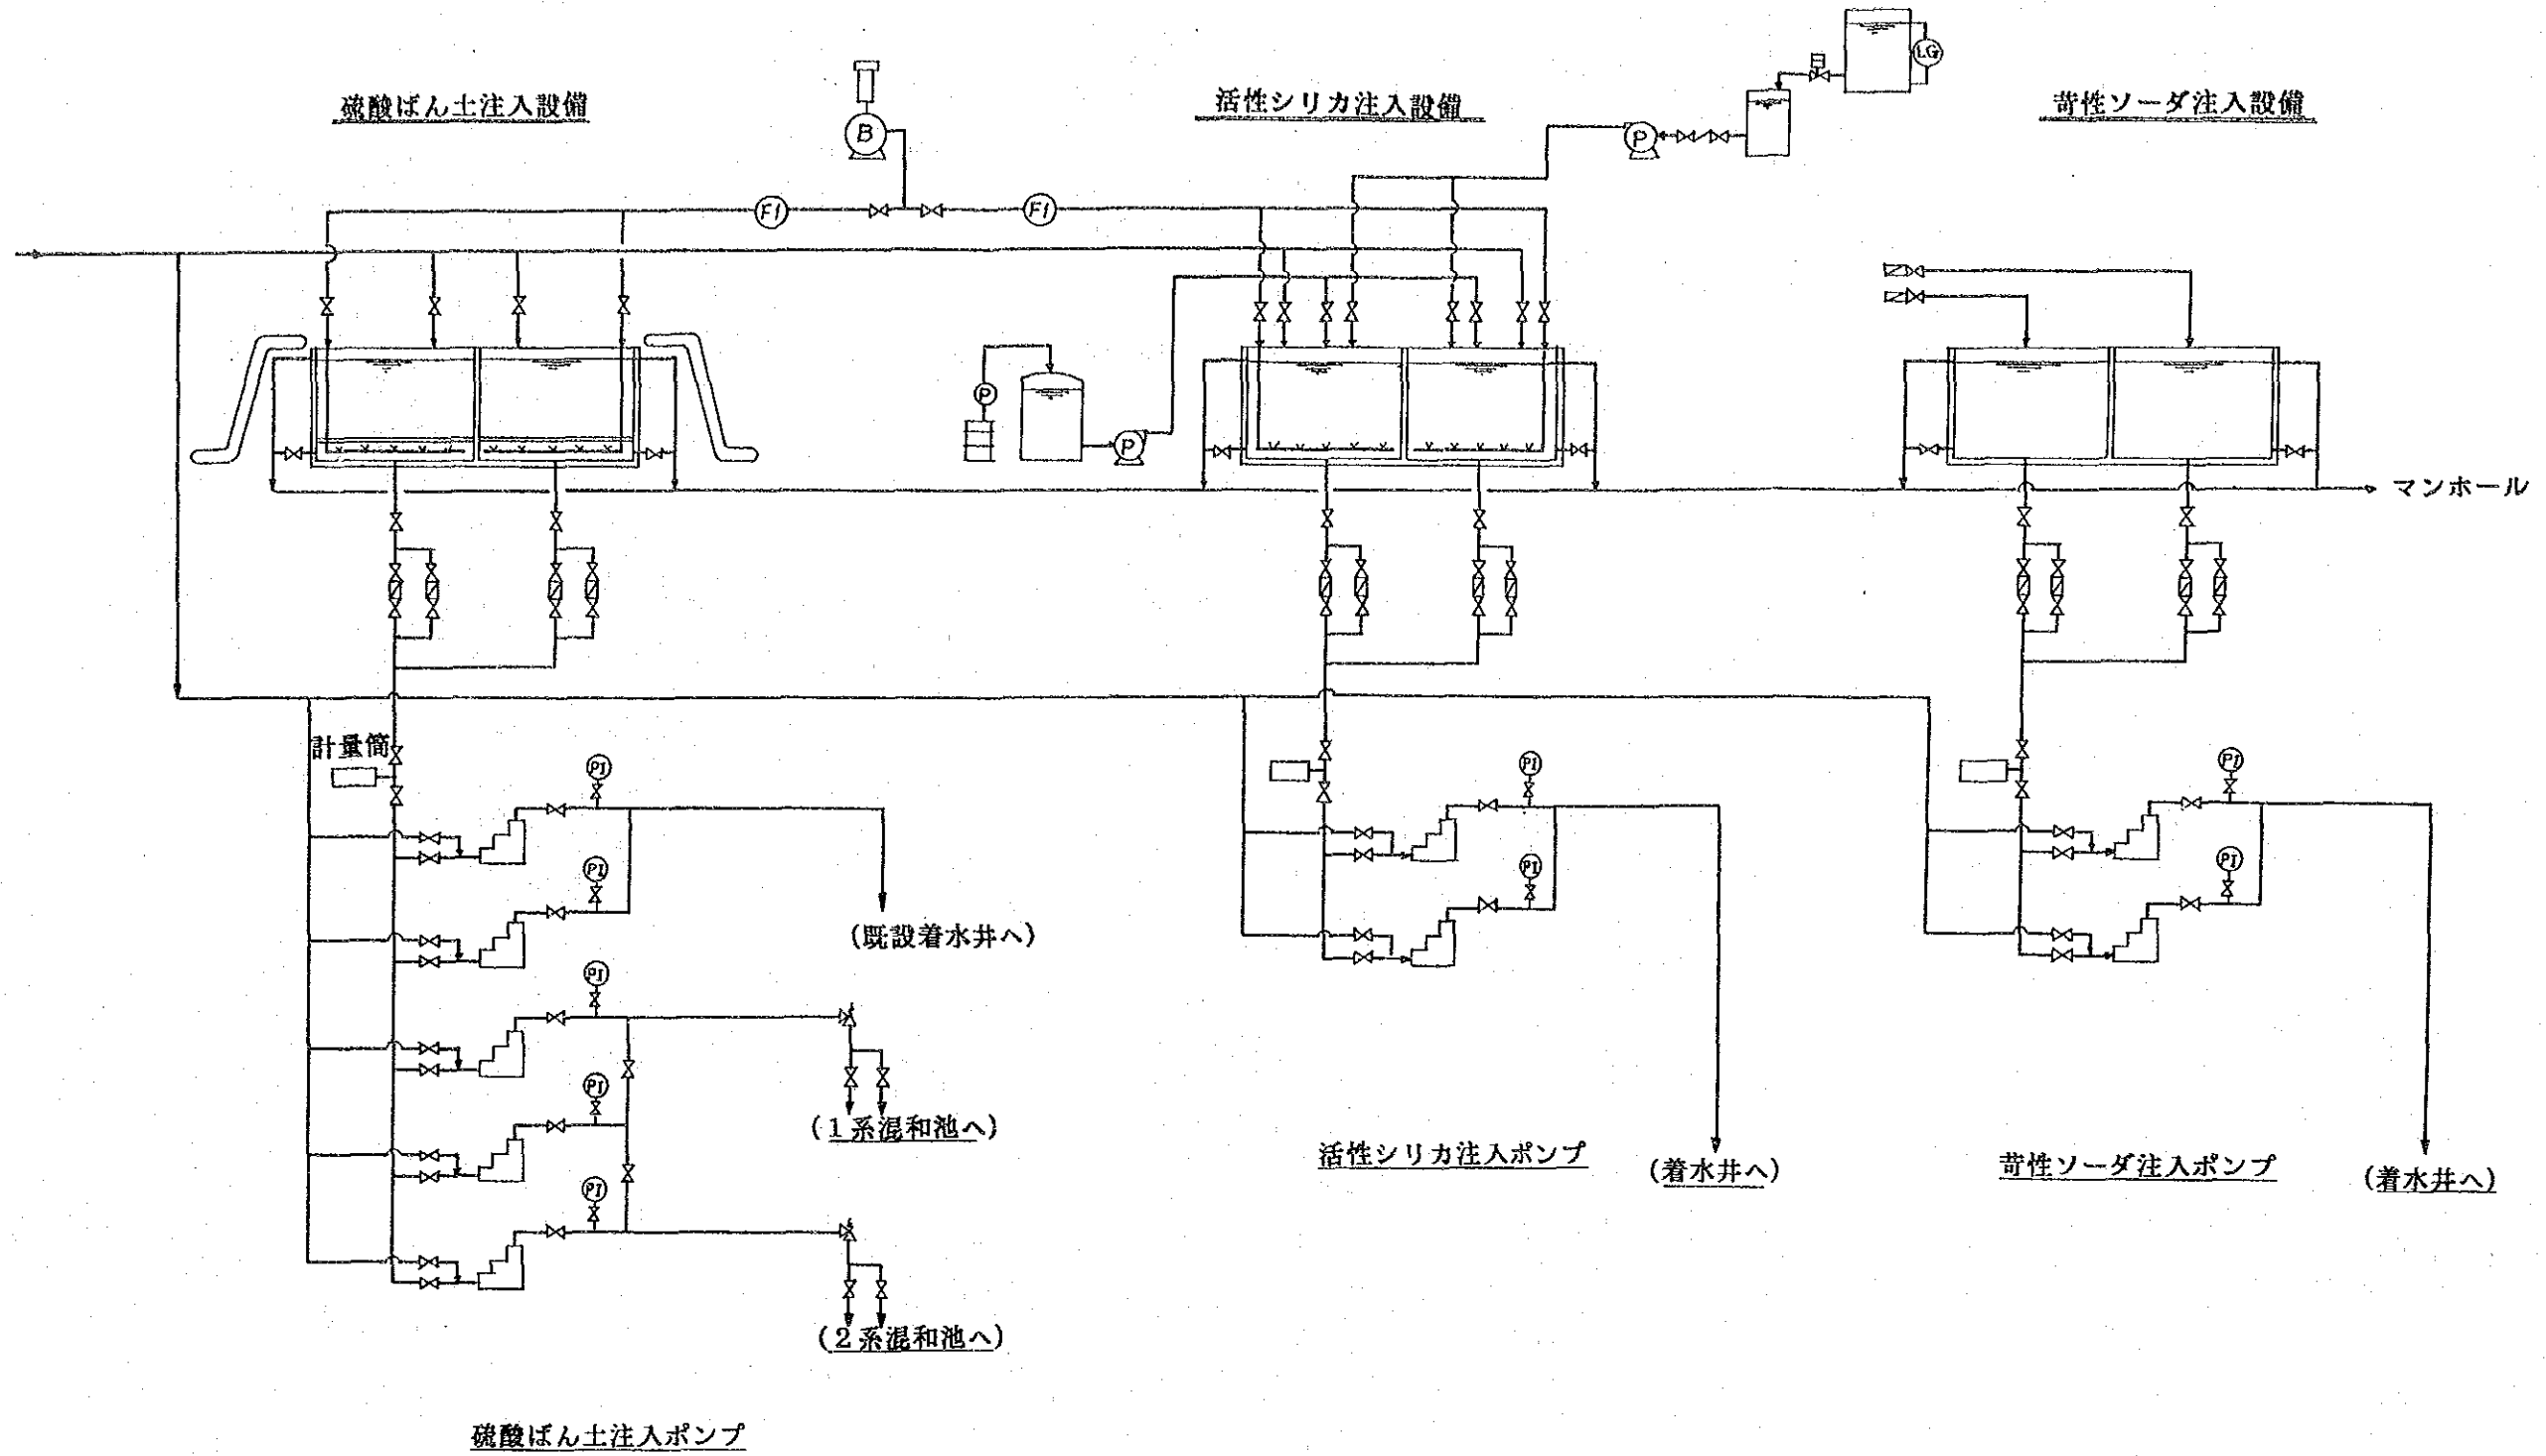 硫酸ばん土注入設備
活性シリカ注入設備
苛性ソーダ注入設備
LG
B
P
FI
FI
P
P
マンホール
計量筒
PI
PI
PI
PI
PI
PI
PI
PI
PI
(既設着水井へ)
(1系混和池へ)
(2系混和池へ)
活性シリカ注入ポンプ
(着水井へ)
苛性ソーダ注入ポンプ
(着水井へ)
硫酸ばん土注入ポンプ